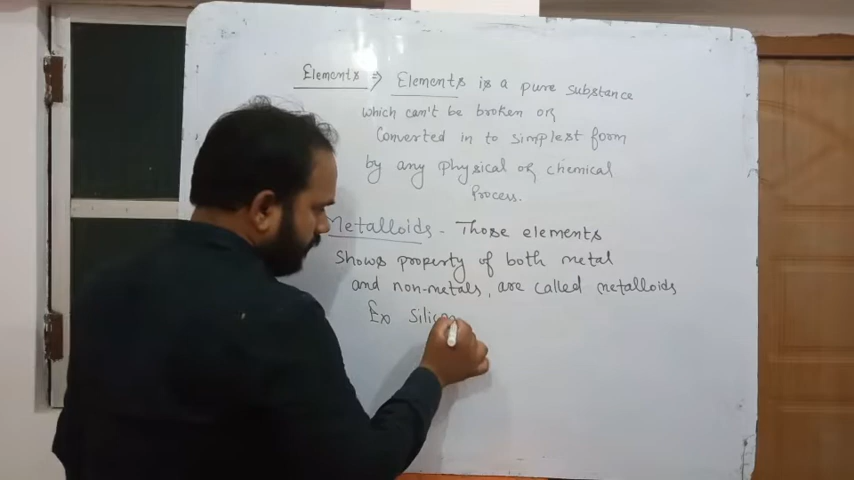 Elements ⇒ Elements is a pure substance
which can't be broken or
Converted in to simplest form
by any physical or chemical
Process.
Metalloids - Those elements
Shows property of both metal
and non-metals, are called metalloids
Ex Silicon